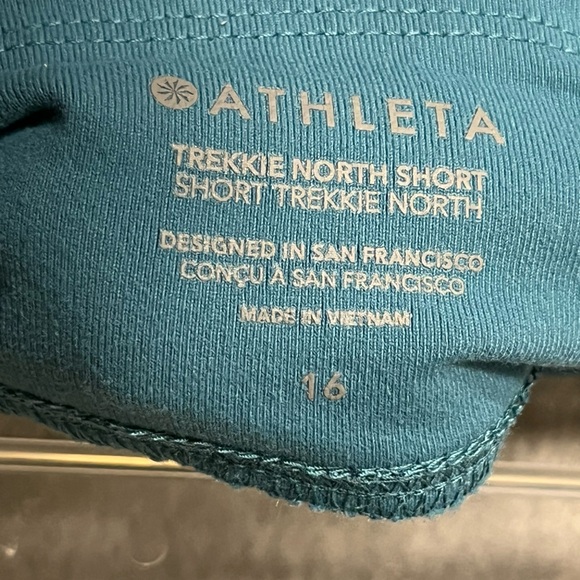 ATHLETA
TREKKIE NORTH SHORT
SHORT TREKKIE NORTH
DESIGNED IN SAN FRANCISCO
CONÇU A SAN FRANCISCO
MADE IN VIETNAM
16